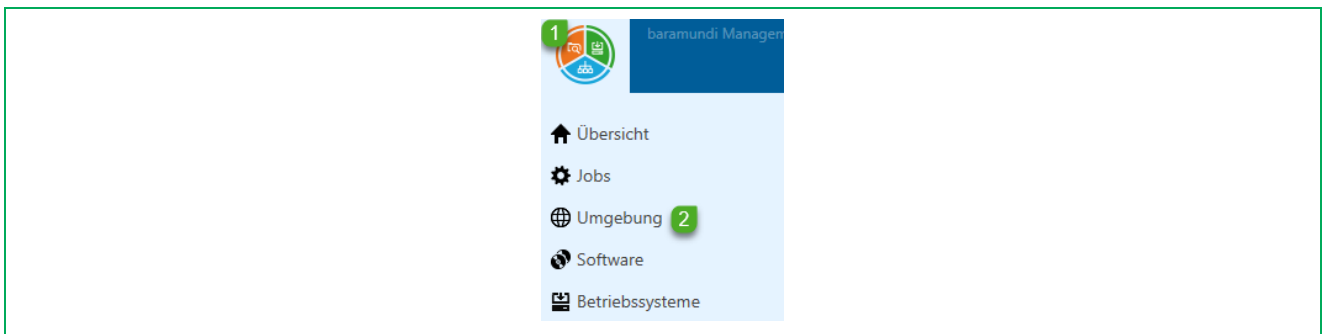 1
baramundi Managem
Übersicht
Jobs
Umgebung 2
Software
Betriebssysteme